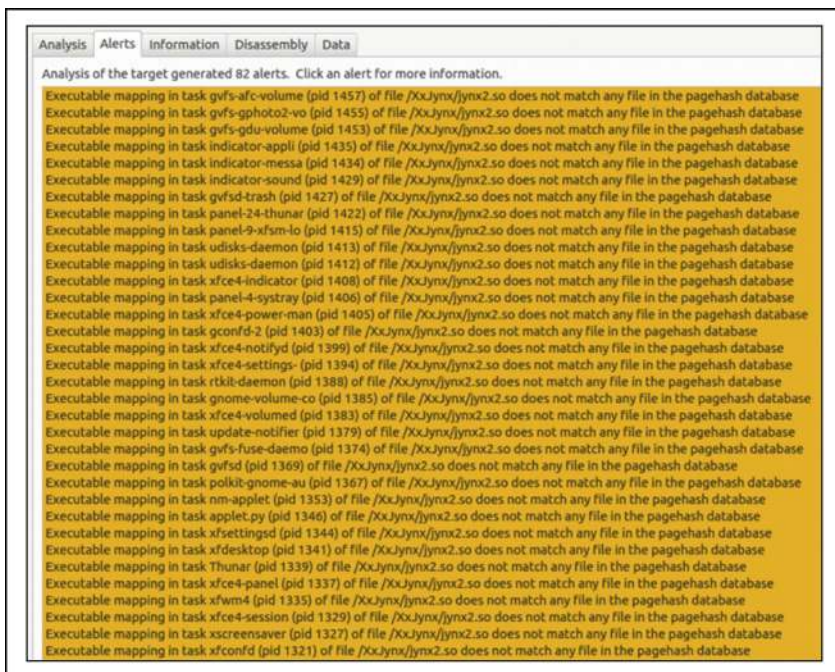 Analysis Alerts Information Disassembly Data
Analysis of the target generated 82 alerts. Click an alert for more information.
Executable mapping in task gvfs-afc-volume (pid 1457) of file /XxJynx/jynx2.so does not match any file in the pagehash database
Executable mapping in task gvfs-gphoto2-vo (pid 1455) of file /XxJynx/jynx2.so does not match any file in the pagehash database
Executable mapping in task gvfs-gdu-volume (pid 1453) of file /XxJynx/jynx2.so does not match any file in the pagehash database
Executable mapping in task indicator-appli (pid 1435) of file /XxJynx/jynx2.so does not match any file in the pagehash database
Executable mapping in task indicator-messa (pid 1434) of file /XxJynx/jynx2.so does not match any file in the pagehash database
Executable mapping in task indicator-sound (pid 1429) of file /XxJynx/jynx2.so does not match any file in the pagehash database
Executable mapping in task gvfsd-trash (pid 1427) of file /XxJynx/jynx2.so does not match any file in the pagehash database
Executable mapping in task panel-24-thunar (pid 1422) of file /XxJynx/jynx2.so does not match any file in the pagehash database
Executable mapping in task panel-9-xfsm-lo (pid 1415) of file /XxJynx/jynx2.so does not match any file in the pagehash database
Executable mapping in task udisks-daemon (pid 1413) of file /XxJynx/jynx2.so does not match any file in the pagehash database
Executable mapping in task udisks-daemon (pid 1412) of file /XxJynx/jynx2.so does not match any file in the pagehash database
Executable mapping in task xfce4-indicator (pid 1408) of file /XxJynx/jynx2.so does not match any file in the pagehash database
Executable mapping in task panel-4-systray (pid 1406) of file /XxJynx/jynx2.so does not match any file in the pagehash database
Executable mapping in task xfce4-power-man (pid 1405) of file /XxJynx/jynx2.so does not match any file in the pagehash database
Executable mapping in task gconfd-2 (pid 1403) of file /XxJynx/jynx2.so does not match any file in the pagehash database
Executable mapping in task xfce4-notifyd (pid 1399) of file /XxJynx/jynx2.so does not match any file in the pagehash database
Executable mapping in task xfce4-settings- (pid 1394) of file /XxJynx/jynx2.so does not match any file in the pagehash database
Executable mapping in task rtkit-daemon (pid 1388) of file /XxJynx/jynx2.so does not match any file in the pagehash database
Executable mapping in task gnome-volume-co (pid 1385) of file /XxJynx/jynx2.so does not match any file in the pagehash database
Executable mapping in task xfce4-volumed (pid 1383) of file /XxJynx/jynx2.so does not match any file in the pagehash database
Executable mapping in task update-notifier (pid 1379) of file /XxJynx/jynx2.so does not match any file in the pagehash database
Executable mapping in task gvfs-fuse-daemo (pid 1374) of file /XxJynx/jynx2.so does not match any file in the pagehash database
Executable mapping in task gvfsd (pid 1369) of file /XxJynx/jynx2.so does not match any file in the pagehash database
Executable mapping in task polkit-gnome-au (pid 1367) of file /XxJynx/jynx2.so does not match any file in the pagehash database
Executable mapping in task nm-applet (pid 1353) of file /XxJynx/jynx2.so does not match any file in the pagehash database
Executable mapping in task applet.py (pid 1346) of file /XxJynx/jynx2.so does not match any file in the pagehash database
Executable mapping in task xfsettingsd (pid 1344) of file /XxJynx/jynx2.so does not match any file in the pagehash database
Executable mapping in task xfdesktop (pid 1341) of file /XxJynx/jynx2.so does not match any file in the pagehash database
Executable mapping in task Thunar (pid 1339) of file /XxJynx/jynx2.so does not match any file in the pagehash database
Executable mapping in task xfce4-panel (pid 1337) of file /XxJynx/jynx2.so does not match any file in the pagehash database
Executable mapping in task xfwm4 (pid 1335) of file /XxJynx/jynx2.so does not match any file in the pagehash database
Executable mapping in task xfce4-session (pid 1329) of file /XxJynx/jynx2.so does not match any file in the pagehash database
Executable mapping in task xscreensaver (pid 1327) of file /XxJynx/jynx2.so does not match any file in the pagehash database
Executable mapping in task xfconfd (pid 1321) of file /XxJynx/jynx2.so does not match any file in the pagehash database